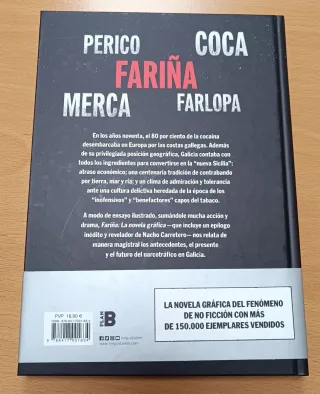 PERICO
COCA
FARIÑA
MERCA
FARLOPA
En los años noventa, el 80 por ciento de la cocaína
desembarcaba en Europa por las costas gallegas. Además
de su privilegiada posición geográfica, Galicia contaba con
todos los ingredientes para convertirse en la "nueva Sicilia":
atraso económico; una centenaria tradición de contrabando
por tierra, mar y ría; y un clima de admiración y tolerancia
ante una cultura delictiva heredada de la época de los
"inofensivos" y "benefactores" capos del tabaco.
A modo de ensayo ilustrado, sumándole mucha acción y
drama, Fariña: La novela gráfica —que incluye un epílogo
inédito y revelador de Nacho Carretero— nos relata de
manera magistral los antecedentes, el presente
y el futuro del narcotráfico en Galicia.
PVP 18,90 €
PLAN
B
LA NOVELA GRÁFICA DEL FENÓMENO
DE NO FICCIÓN CON MÁS
DE 150.000 EJEMPLARES VENDIDOS